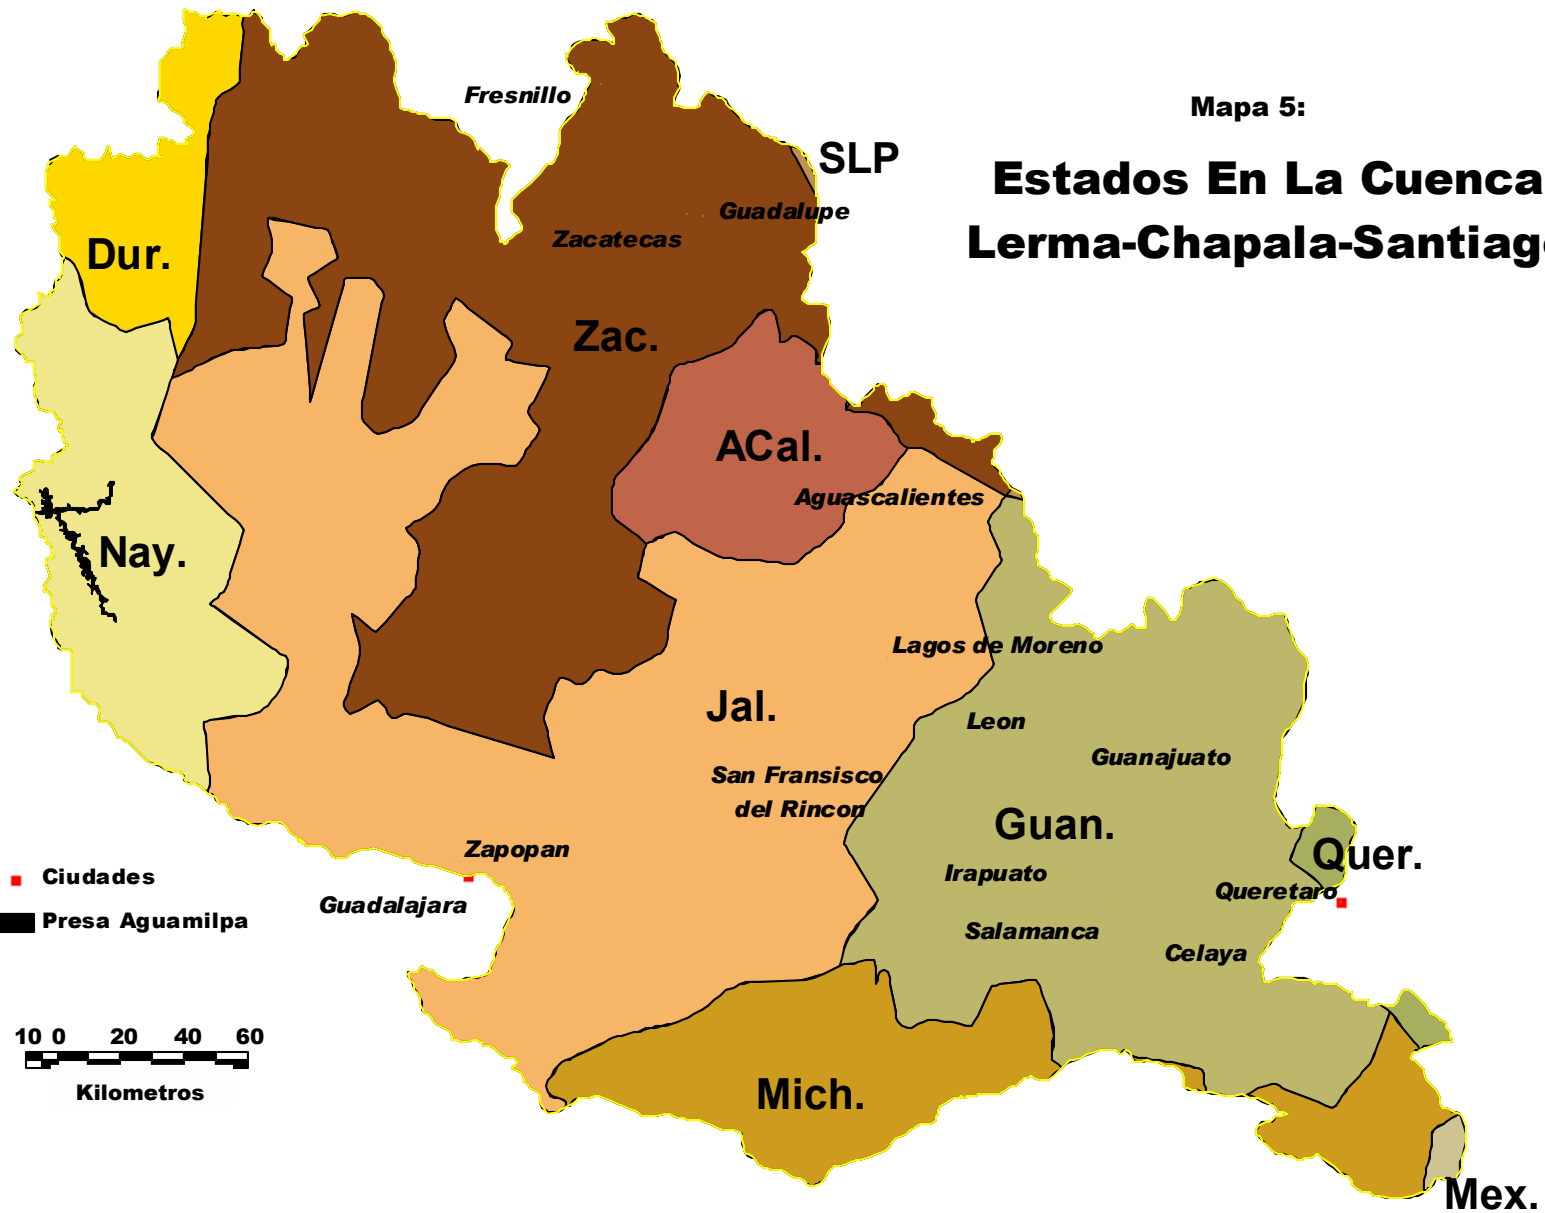 Mapa 5:
Estados En La Cuenca
Lerma-Chapala-Santiago
Fresnillo
SLP
Guadalupe
Zacatecas
Dur.
Zac.
ACal.
Aguascalientes
Nay.
Lagos de Moreno
Jal.
Leon
Guanajuato
San Fransisco
del Rincon
Guan.
Zapopan
Quer.
Irapuato
Queretaro
Ciudades
Guadalajara
Presa Aguamilpa
Salamanca
Celaya
10 0 20 40 60
Kilometros
Mich.
Mex.